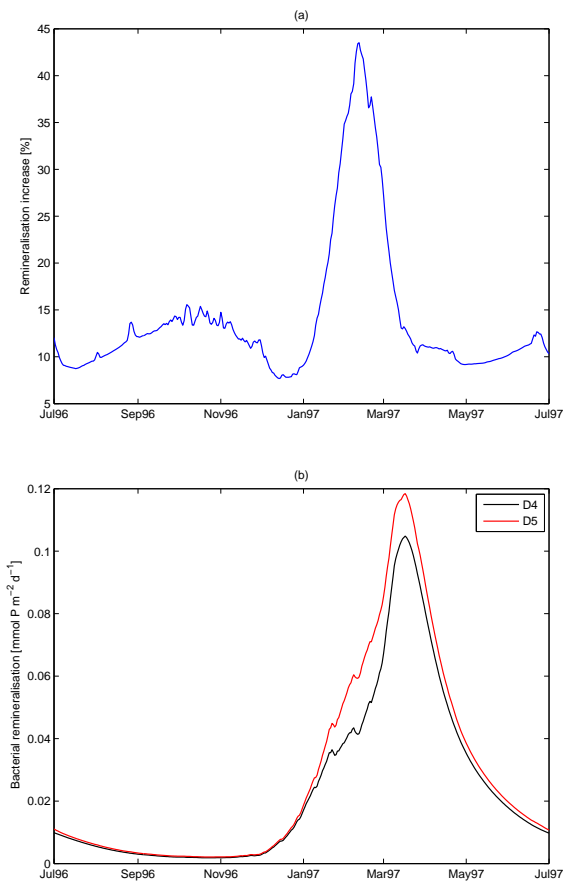 (a)
Remineralisation increase [%]
45
40
35
30
25
20
15
10
5
Jul96 Sep96 Nov96 Jan97 Mar97 May97 Jul97
(b)
Bacterial remineralisation [mmol P m−2 d−1]
0.12
0.1
0.08
0.06
0.04
0.02
0
D4
D5
Jul96 Sep96 Nov96 Jan97 Mar97 May97 Jul97